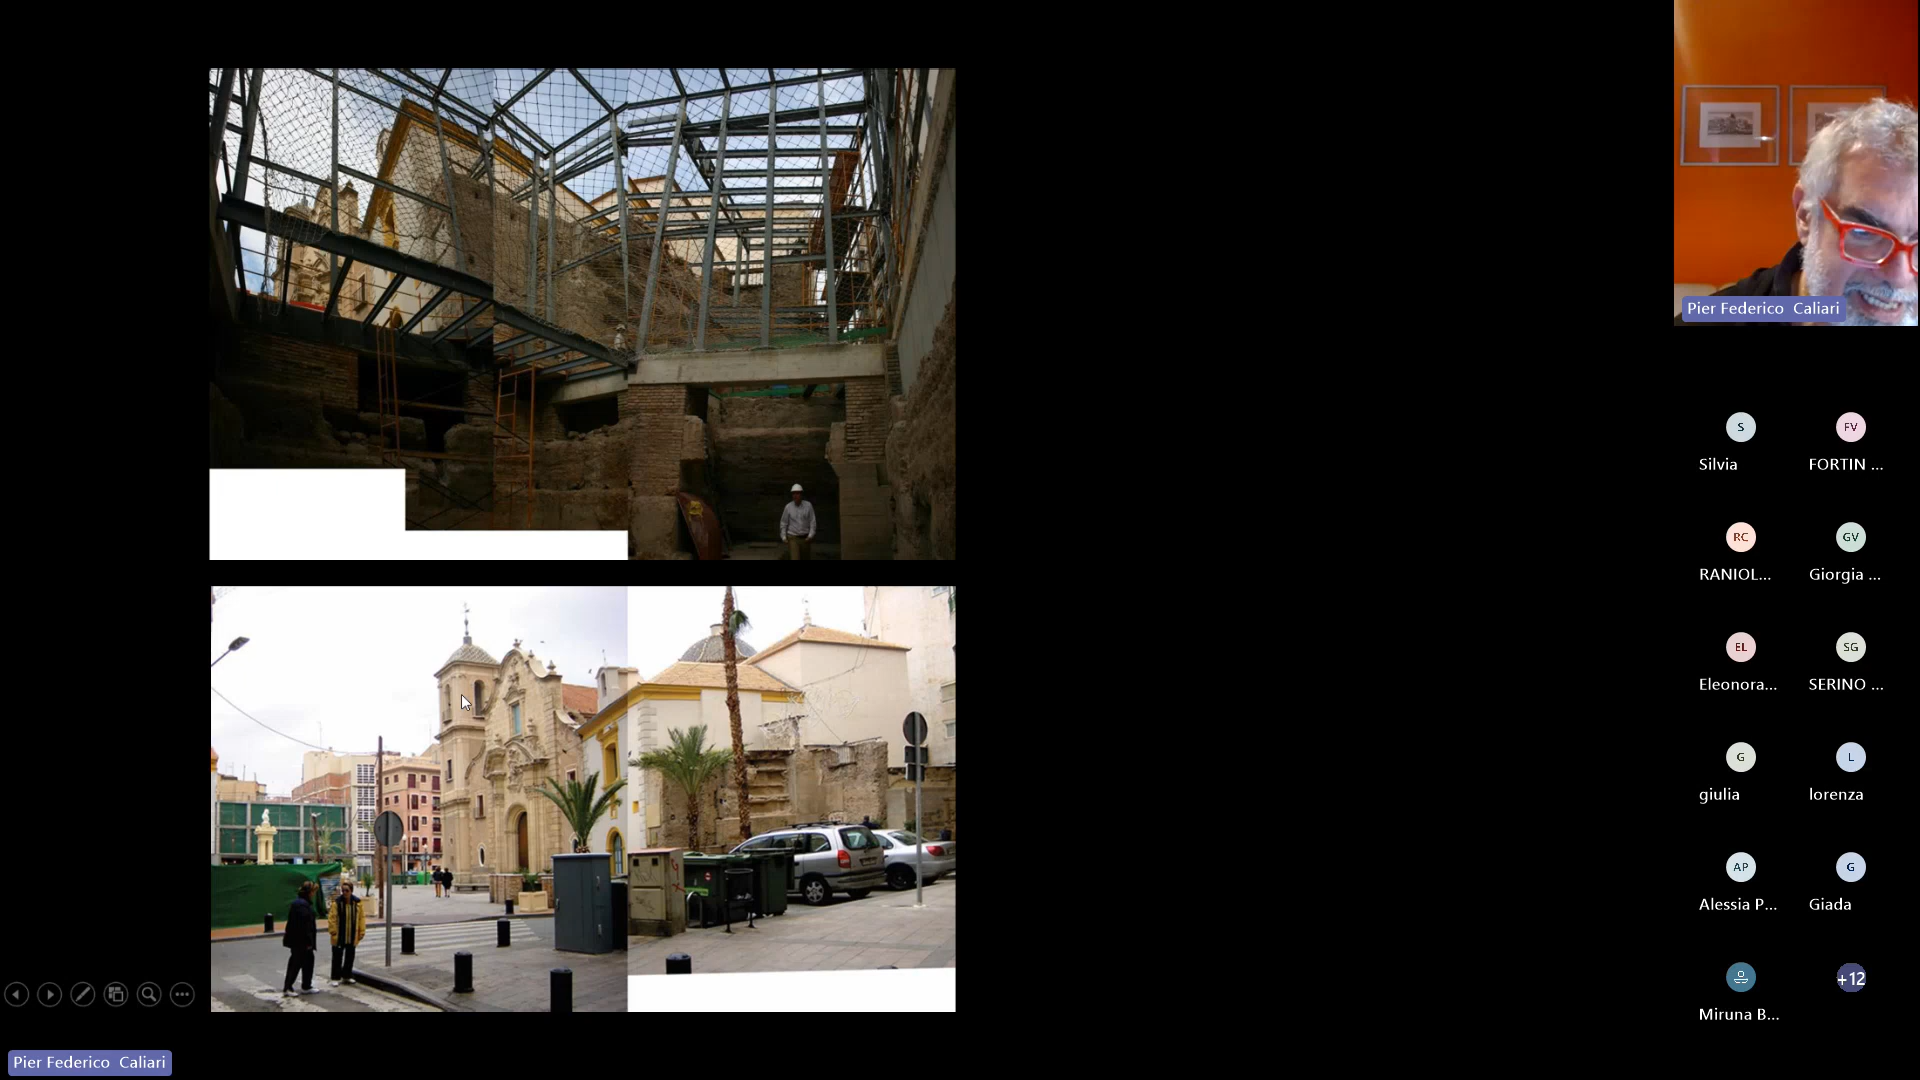 Pier Federico Caliari
S
FV
Silvia
FORTIN ...
RC
GV
RANIOL...
Giorgia ...
EL
SG
Eleonora...
SERINO ...
G
L
giulia
lorenza
AP
G
Alessia P...
Giada
+12
Miruna B...
Pier Federico Caliari